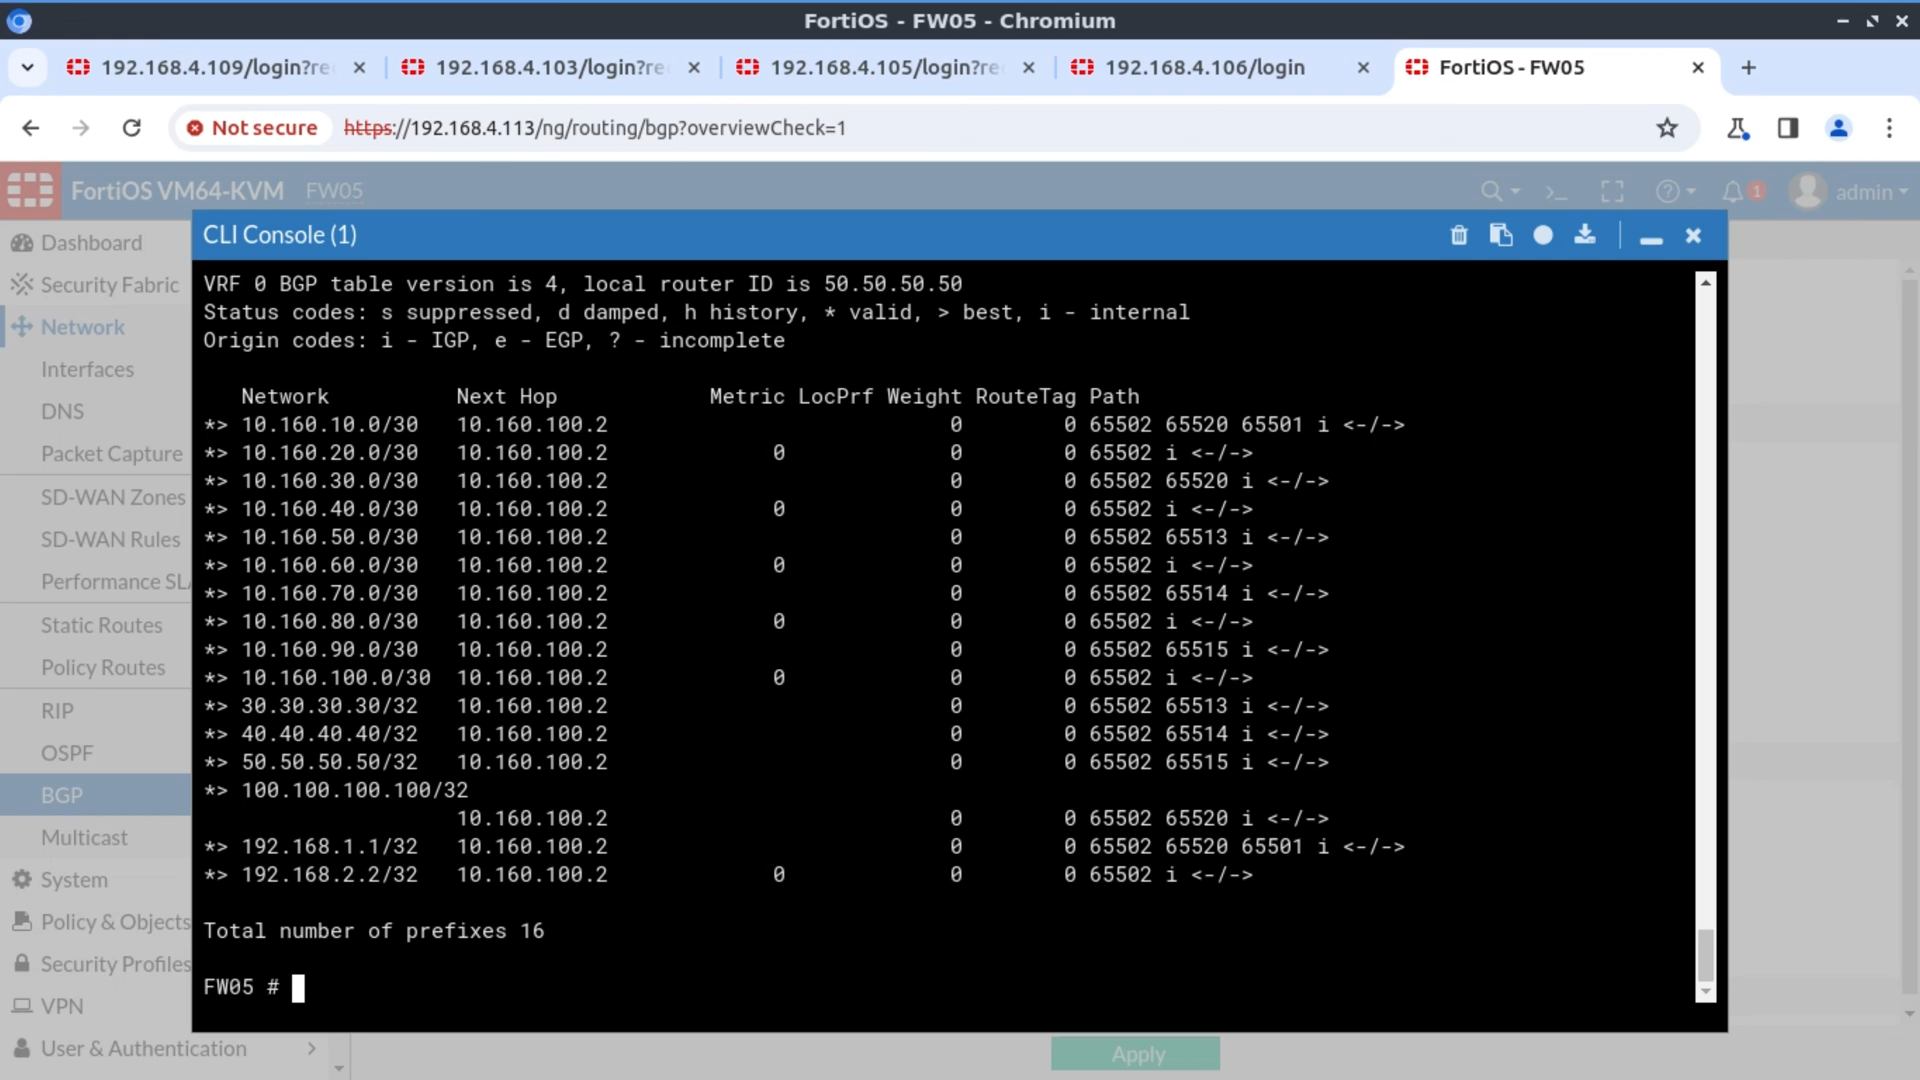 FortiOS - FW05 - Chromium
192.168.4.109/login?re
192.168.4.103/login?re
192.168.4.105/login?re
192.168.4.106/login
FortiOS - FW05
Not secure
https://192.168.4.113/ng/routing/bgp?overviewCheck=1
FortiOS VM64-KVM FW05
1
admin
Dashboard
Security Fabric
Network
Interfaces
DNS
Packet Capture
SD-WAN Zones
SD-WAN Rules
Performance SLA
Static Routes
Policy Routes
RIP
OSPF
BGP
Multicast
System
Policy & Objects
Security Profiles
VPN
User & Authentication
CLI Console (1)
VRF 0 BGP table version is 4, local router ID is 50.50.50.50
Status codes: s suppressed, d damped, h history, * valid, > best, i - internal
Origin codes: i - IGP, e - EGP, ? - incomplete
Network Next Hop Metric LocPrf Weight RouteTag Path
*> 10.160.10.0/30 10.160.100.2 0 0 65502 65520 65501 i <-/->
*> 10.160.20.0/30 10.160.100.2 0 0 0 65502 i <-/->
*> 10.160.30.0/30 10.160.100.2 0 0 65502 65520 i <-/->
*> 10.160.40.0/30 10.160.100.2 0 0 0 65502 i <-/->
*> 10.160.50.0/30 10.160.100.2 0 0 65502 65513 i <-/->
*> 10.160.60.0/30 10.160.100.2 0 0 0 65502 i <-/->
*> 10.160.70.0/30 10.160.100.2 0 0 65502 65514 i <-/->
*> 10.160.80.0/30 10.160.100.2 0 0 0 65502 i <-/->
*> 10.160.90.0/30 10.160.100.2 0 0 65502 65515 i <-/->
*> 10.160.100.0/30 10.160.100.2 0 0 0 65502 i <-/->
*> 30.30.30.30/32 10.160.100.2 0 0 65502 65513 i <-/->
*> 40.40.40.40/32 10.160.100.2 0 0 65502 65514 i <-/->
*> 50.50.50.50/32 10.160.100.2 0 0 65502 65515 i <-/->
*> 100.100.100.100/32
10.160.100.2 0 0 65502 65520 i <-/->
*> 192.168.1.1/32 10.160.100.2 0 0 65502 65520 65501 i <-/->
*> 192.168.2.2/32 10.160.100.2 0 0 0 65502 i <-/->
Total number of prefixes 16
FW05 #
Apply